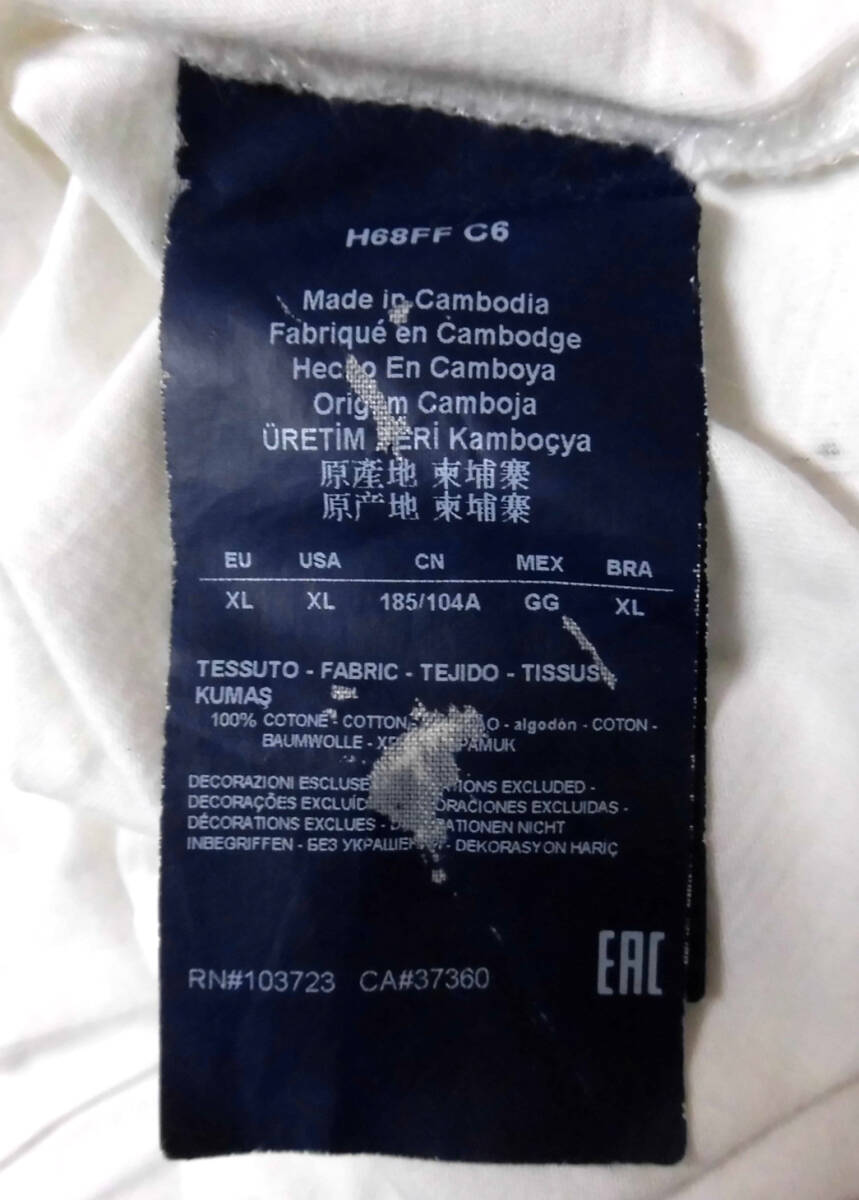 H68FF C6
Made in Cambodia
Fabriqué en Cambodge
En Camboya
Camboja
ÜRETİM Kamboçya
原產地 柬埔寨
原产地 柬埔寨
EU USA CN MEX BRA
XL XL 185/104A GG XL
TESSUTO - FABRIC - TEJIDO - TISSUS
KUMAŞ
100% COTONE - COTTON - algodón - COTON -
BAUMWOLLE - PAMUK
DECORAZIONI EXCLUDED -
DECORAÇÕES EXCLUIDAS -
DÉCORATIONS EXCLUES - NICHT
INBEGRIFFEN - БЕЗ - DEKORASYON HARİÇ
RN#103723 CA#37360
EAC